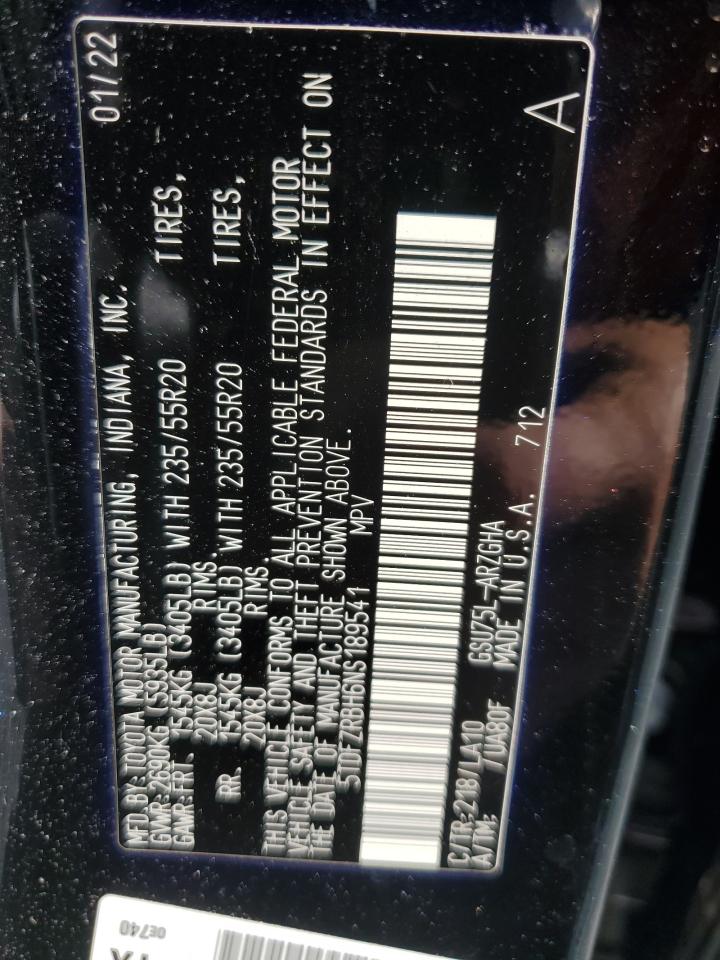 01/22
MFD BY: TOYOTA MOTOR MANUFACTURING, INDIANA, INC.
GVWR: 2690KG (5935LB)
GAWR: FRT. 1545KG (3405LB) WITH 235/55R20 TIRES,
20X8J RIMS,
RR. 1545KG (3405LB) WITH 235/55R20 TIRES,
20X8J RIMS
THIS VEHICLE CONFORMS TO ALL APPLICABLE FEDERAL MOTOR
VEHICLE SAFETY AND THEFT PREVENTION STANDARDS IN EFFECT ON
THE DATE OF MANUFACTURE SHOWN ABOVE.
5TDFZRBH6NS189541 MPV
C/TR: 218/LA10 GSU75L-ARZGHA
A/TM: /UA80F MADE IN U.S.A. 712
A
0E740